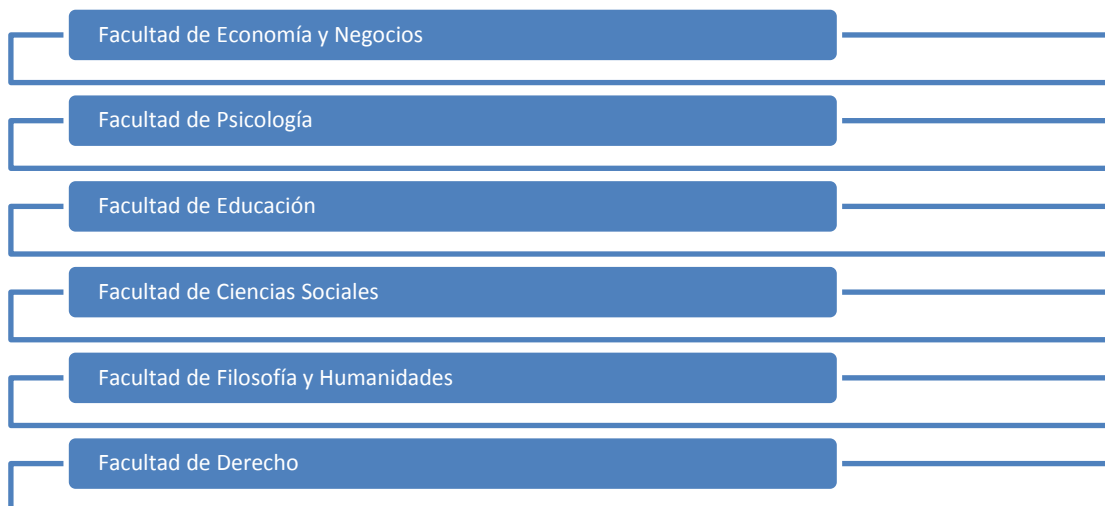 Facultad de Economía y Negocios
Facultad de Psicología
Facultad de Educación
Facultad de Ciencias Sociales
Facultad de Filosofía y Humanidades
Facultad de Derecho